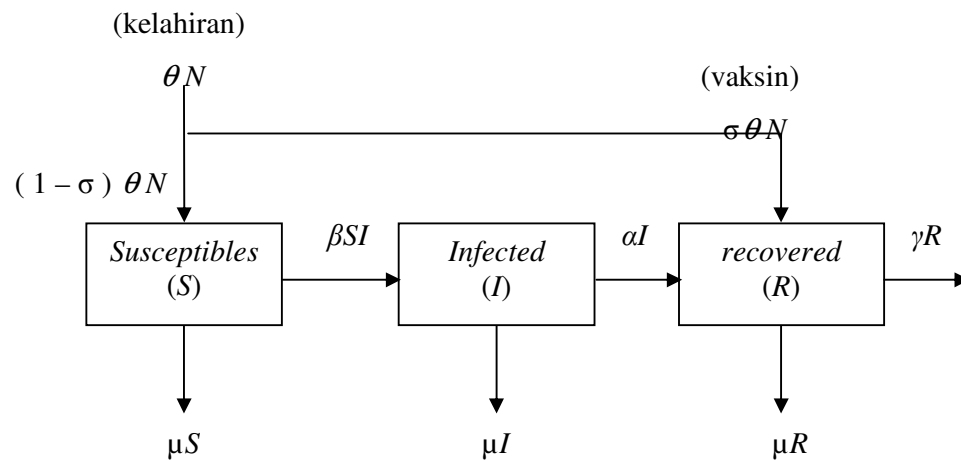 (kelahiran)
θN
(vaksin)
σθN
( 1 – σ ) θN
Susceptibles
(S)
βSI
Infected
(I)
αI
recovered
(R)
γR
µS
µI
µR